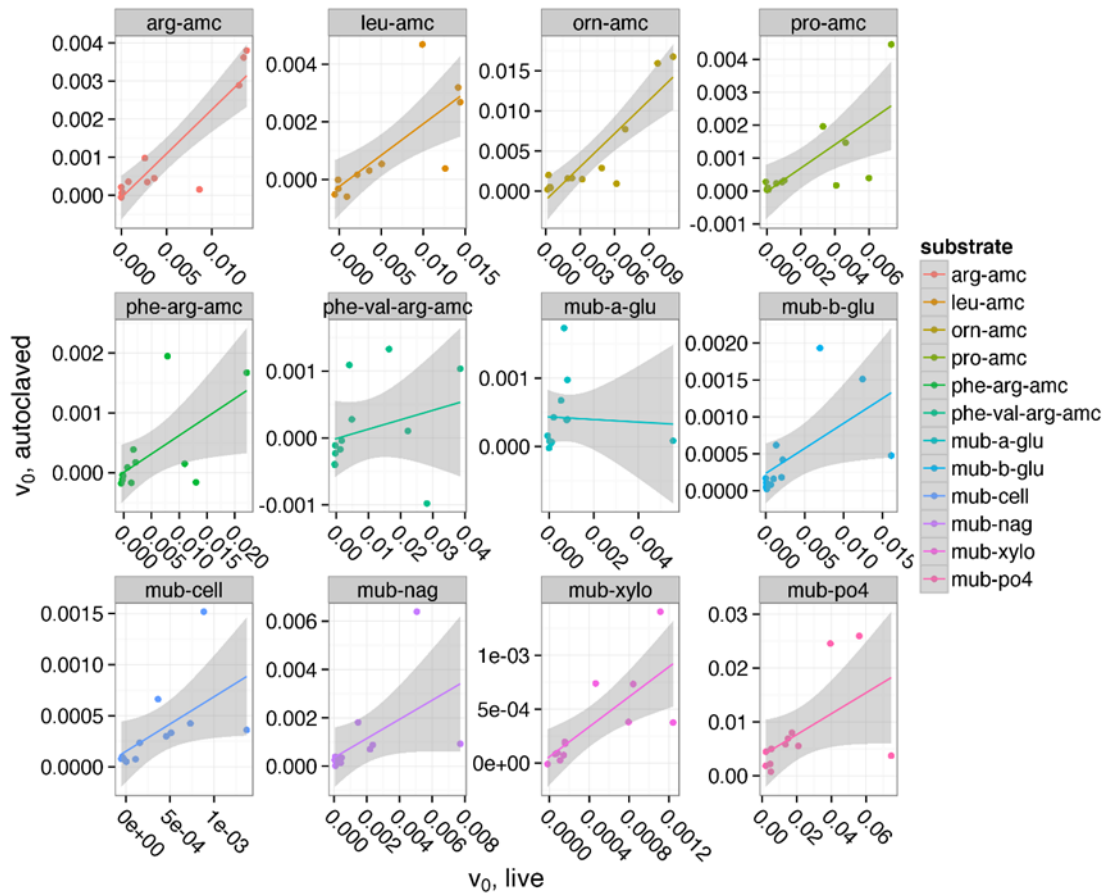 arg-amc leu-amc orn-amc pro-amc
0.004
0.003
0.002
0.001
0.000
0.000 0.005 0.010
0.004
0.002
0.000
0.000 0.005 0.010 0.015
0.015
0.010
0.005
0.000
0.000 0.003 0.006 0.009
0.004
0.003
0.002
0.001
0.000
-0.001
0.000 0.002 0.004 0.006
phe-arg-amc phe-val-arg-amc mub-a-glu mub-b-glu
0.002
0.001
0.000
0.000 0.005 0.010 0.015 0.020
0.001
0.000
-0.001
0.00 0.01 0.02 0.03 0.04
0.001
0.000
0.000 0.002 0.004
0.0020
0.0015
0.0010
0.0005
0.0000
0.000 0.005 0.010 0.015
mub-cell mub-nag mub-xylo mub-po4
0.0015
0.0010
0.0005
0.0000
0e+00 5e-04 1e-03
0.006
0.004
0.002
0.000
0.000 0.002 0.004 0.006 0.008
1e-03
5e-04
0e+00
0.0000 0.0004 0.0008 0.0012
0.03
0.02
0.010
0.00
0.00 0.02 0.04 0.06
v0, autoclaved
v0, live
substrate
arg-amc
leu-amc
orn-amc
pro-amc
phe-arg-amc
phe-val-arg-amc
mub-a-glu
mub-b-glu
mub-cell
mub-nag
mub-xylo
mub-po4